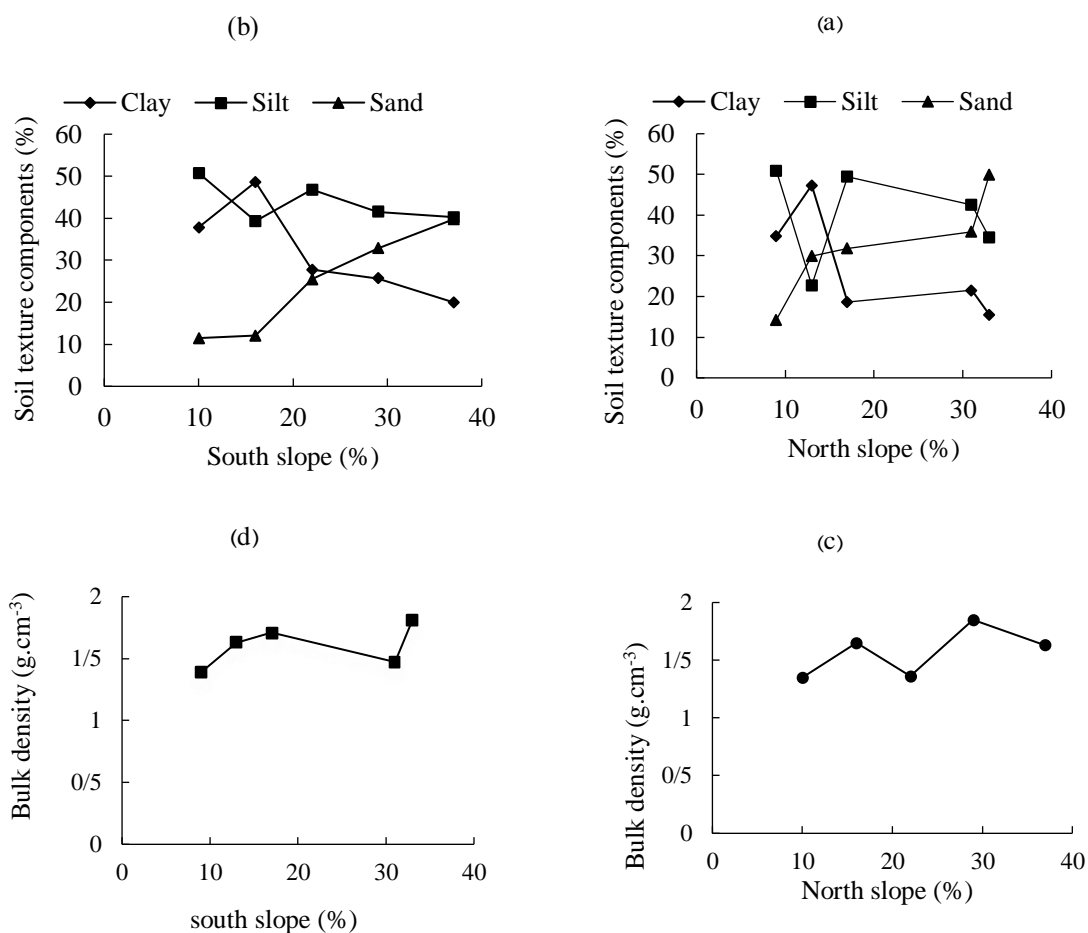 (b)
Clay Silt Sand
Soil texture components (%)
60
50
40
30
20
10
0
0 10 20 30 40
South slope (%)
(a)
Clay Silt Sand
Soil texture components (%)
60
50
40
30
20
10
0
0 10 20 30 40
North slope (%)
(d)
Bulk density (g.cm-3)
2
1/5
1
0/5
0
0 10 20 30 40
south slope (%)
(c)
Bulk density (g.cm-3)
2
1/5
1
0/5
0
0 10 20 30 40
North slope (%)